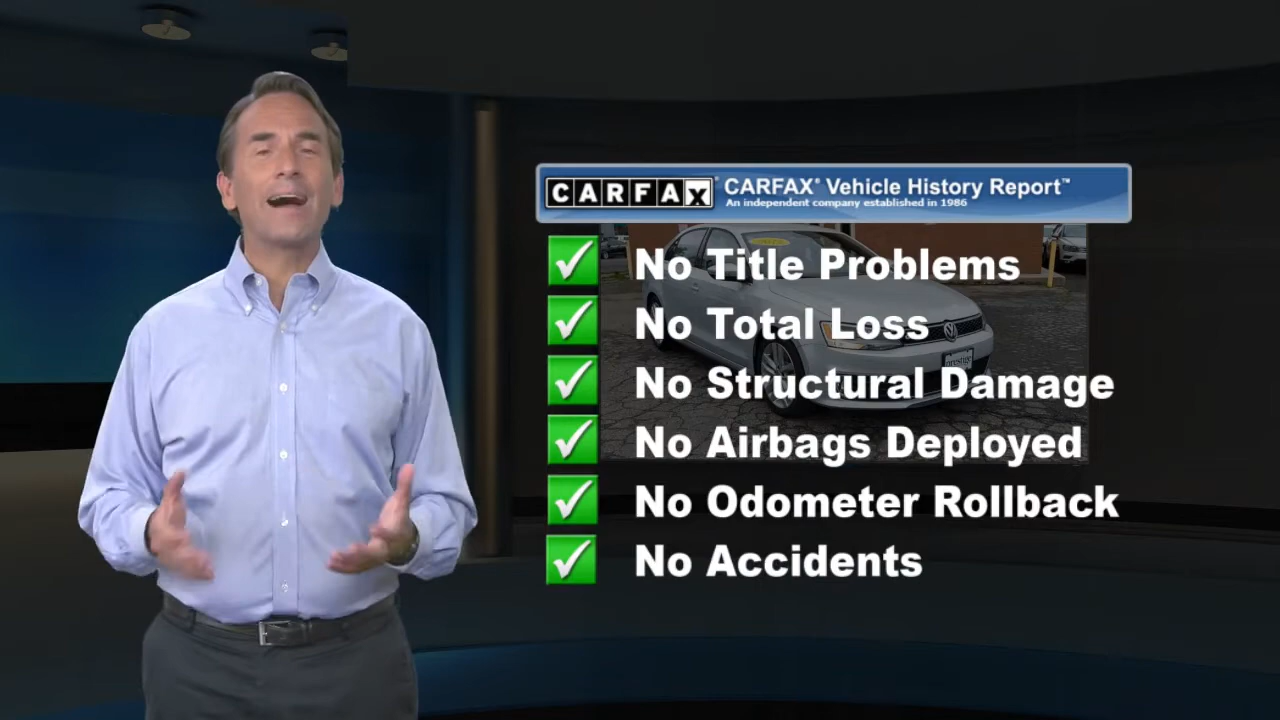 CARFAX® CARFAX® Vehicle History Report™
An independent company established in 1986
No Title Problems
No Total Loss
No Structural Damage
No Airbags Deployed
No Odometer Rollback
No Accidents
prestige